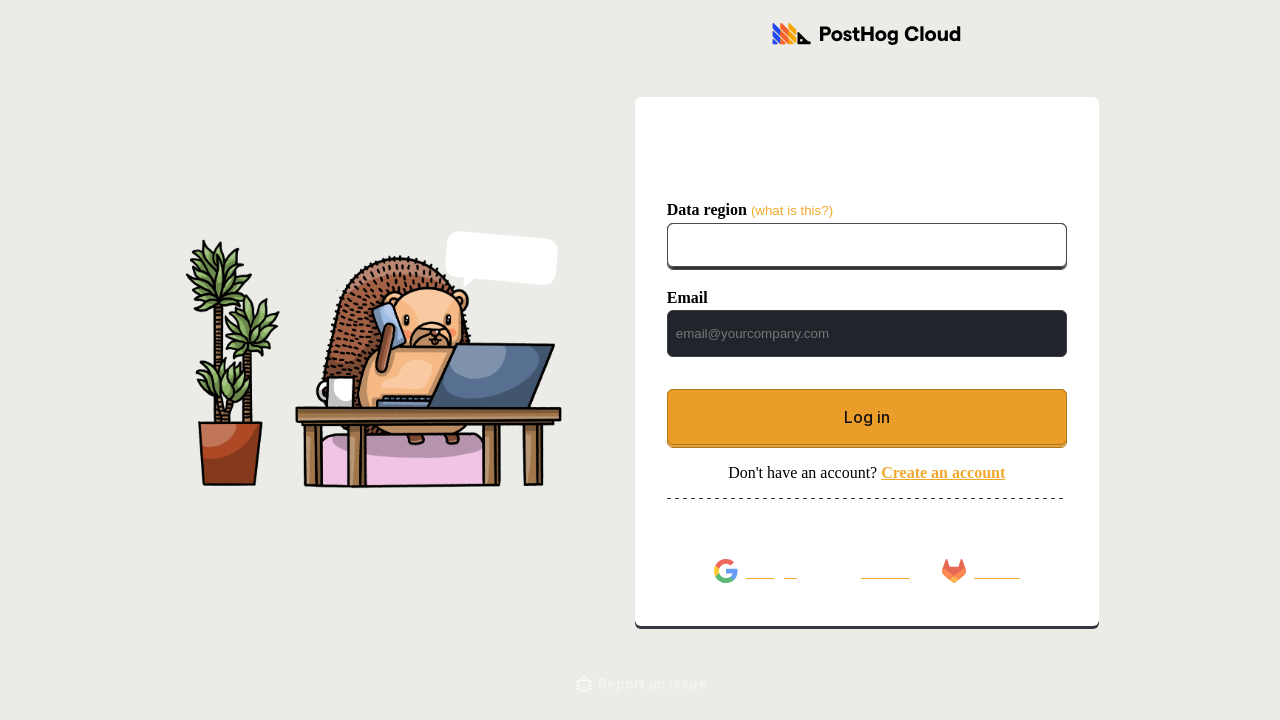 PostHog Cloud
Data region (what is this?)
Email
email@yourcompany.com
Log in
Don't have an account? Create an account
Report an issue